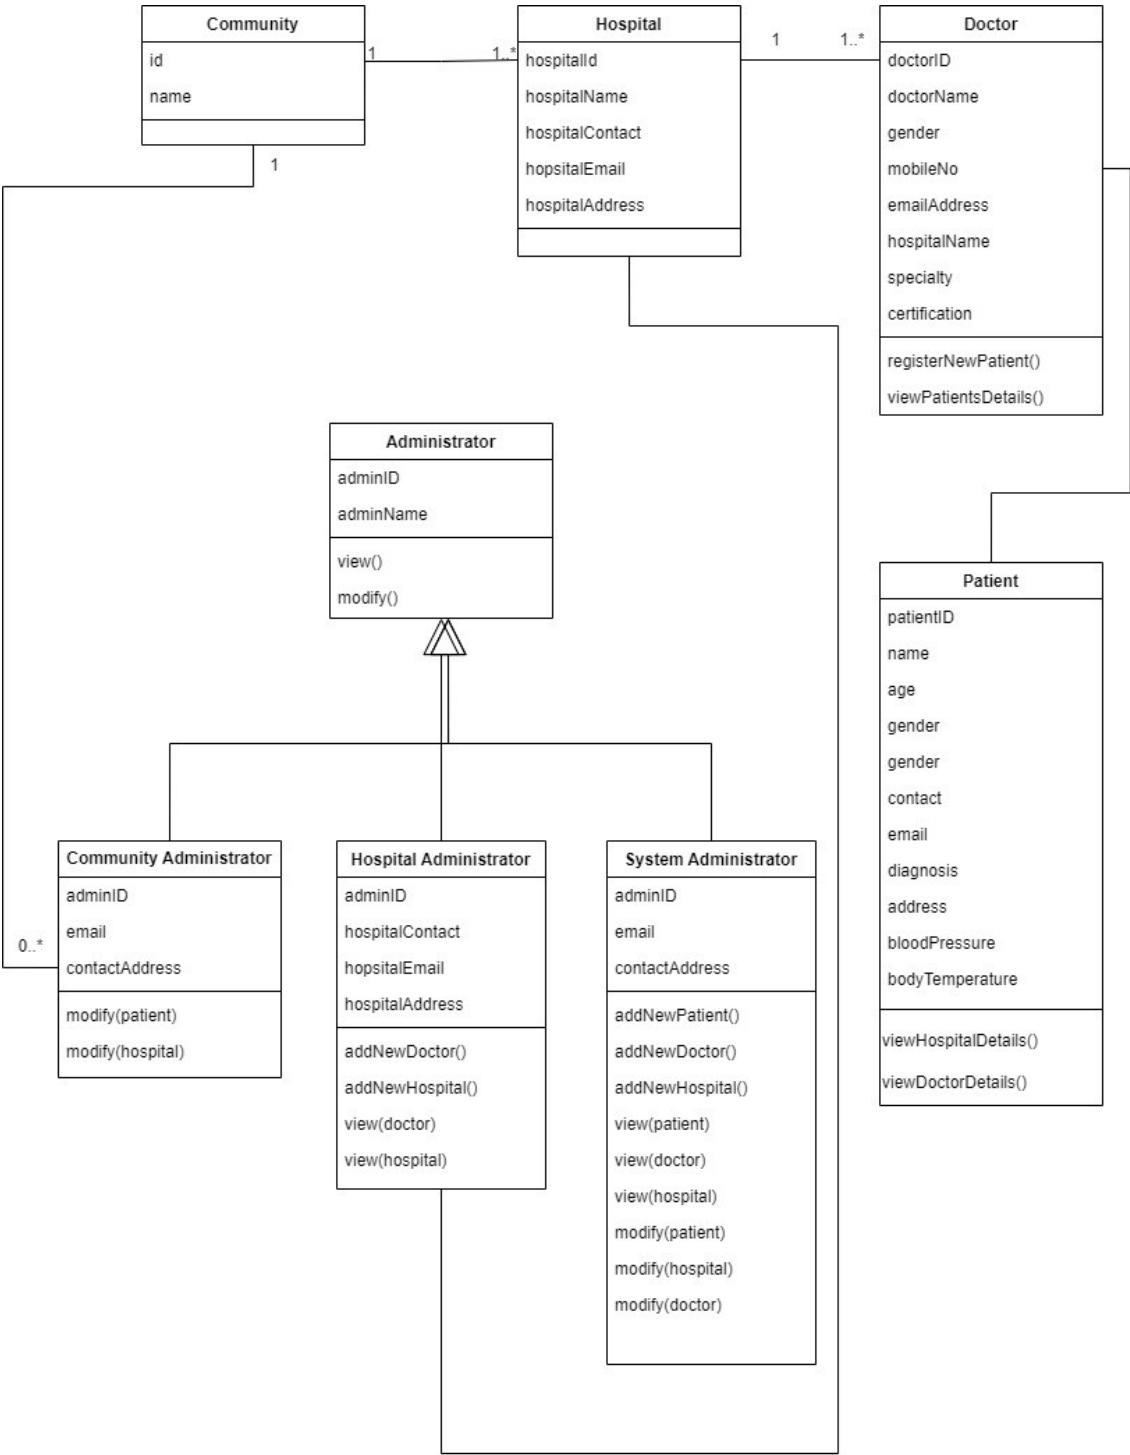 Community
id
name
1
1
1..*
Hospital
hospitalId
hospitalName
hospitalContact
hopsitalEmail
hospitalAddress
1
1..*
Doctor
doctorID
doctorName
gender
mobileNo
emailAddress
hospitalName
specialty
certification
registerNewPatient()
viewPatientsDetails()
Administrator
adminID
adminName
view()
modify()
Patient
patientID
name
age
gender
gender
contact
email
diagnosis
address
bloodPressure
bodyTemperature
viewHospitalDetails()
viewDoctorDetails()
0..*
Community Administrator
adminID
email
contactAddress
modify(patient)
modify(hospital)
Hospital Administrator
adminID
hospitalContact
hopsitalEmail
hospitalAddress
addNewDoctor()
addNewHospital()
view(doctor)
view(hospital)
System Administrator
adminID
email
contactAddress
addNewPatient()
addNewDoctor()
addNewHospital()
view(patient)
view(doctor)
view(hospital)
modify(patient)
modify(hospital)
modify(doctor)